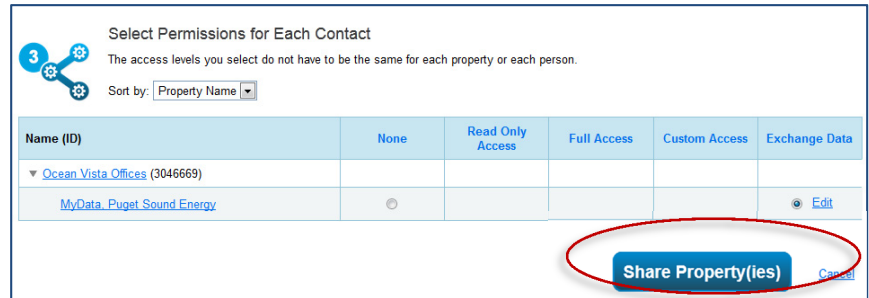 Select Permissions for Each Contact
3
The access levels you select do not have to be the same for each property or each person.
Sort by: Property Name
Name (ID) None Read Only Access Full Access Custom Access Exchange Data
Ocean Vista Offices (3046669)
MyData, Puget Sound Energy Edit
Share Property(ies) Cancel